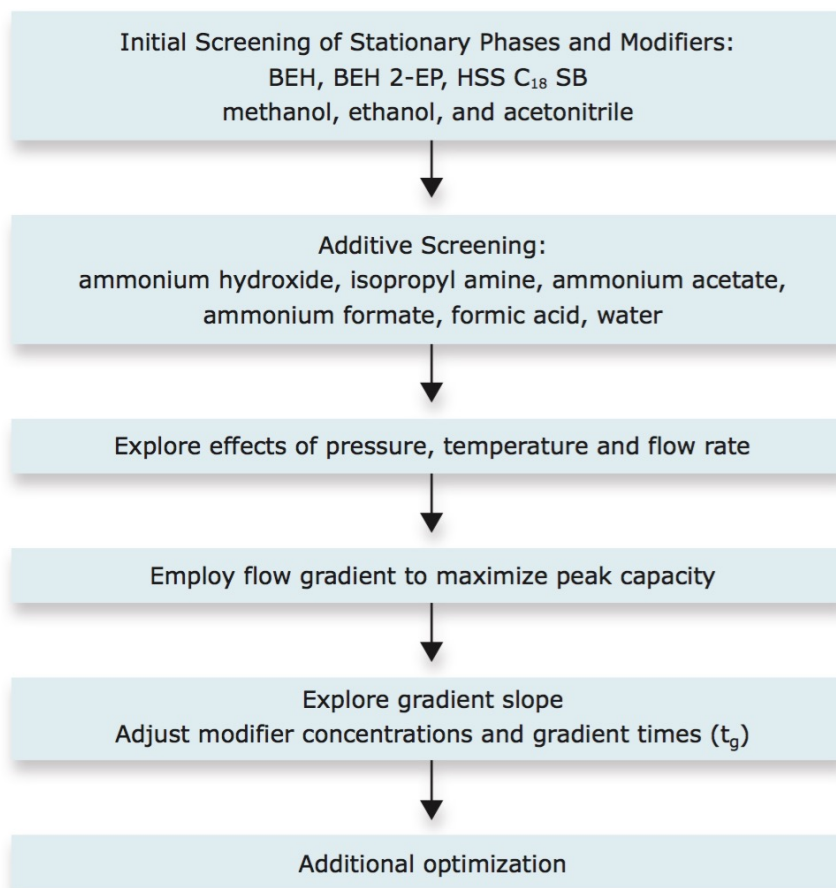 Initial Screening of Stationary Phases and Modifiers:
BEH, BEH 2-EP, HSS C₁₈ SB
methanol, ethanol, and acetonitrile
Additive Screening:
ammonium hydroxide, isopropyl amine, ammonium acetate,
ammonium formate, formic acid, water
Explore effects of pressure, temperature and flow rate
Employ flow gradient to maximize peak capacity
Explore gradient slope
Adjust modifier concentrations and gradient times (t<sub>g</sub>)
Additional optimization